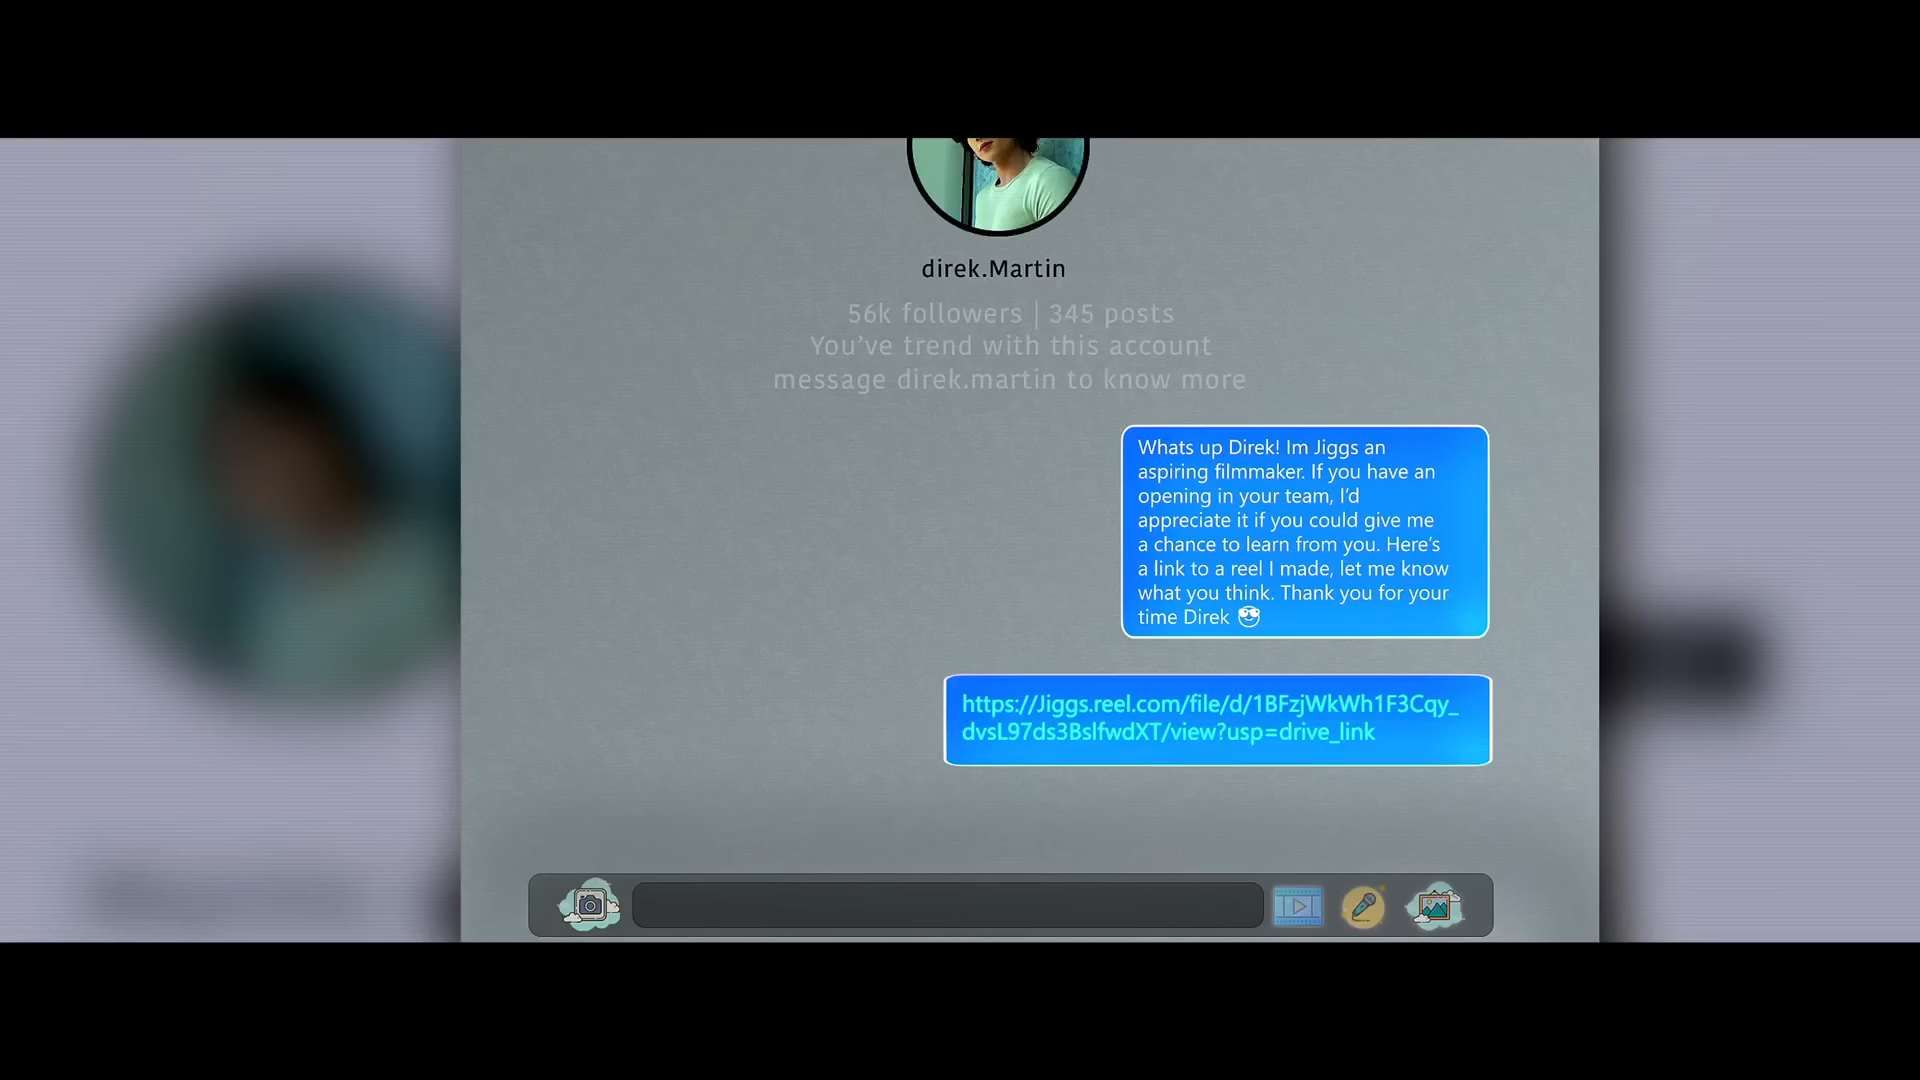 direk.Martin
56k followers | 345 posts
You've trend with this account
message direk.martin to know more
Whats up Direk! Im Jiggs an
aspiring filmmaker. If you have an
opening in your team, I'd
appreciate it if you could give me
a chance to learn from you. Here's
a link to a reel I made, let me know
what you think. Thank you for your
time Direk 😎
https://Jiggs.reel.com/file/d/1BFzjWkWh1F3Cqy_
dvsL97ds3BslfwdXT/view?usp=drive_link